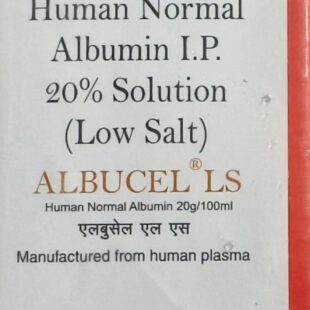 Human Normal
Albumin I.P.
20% Solution
(Low Salt)
ALBUCEL® LS
Human Normal Albumin 20g/100ml
एलबुसेल एल एस
Manufactured from human plasma